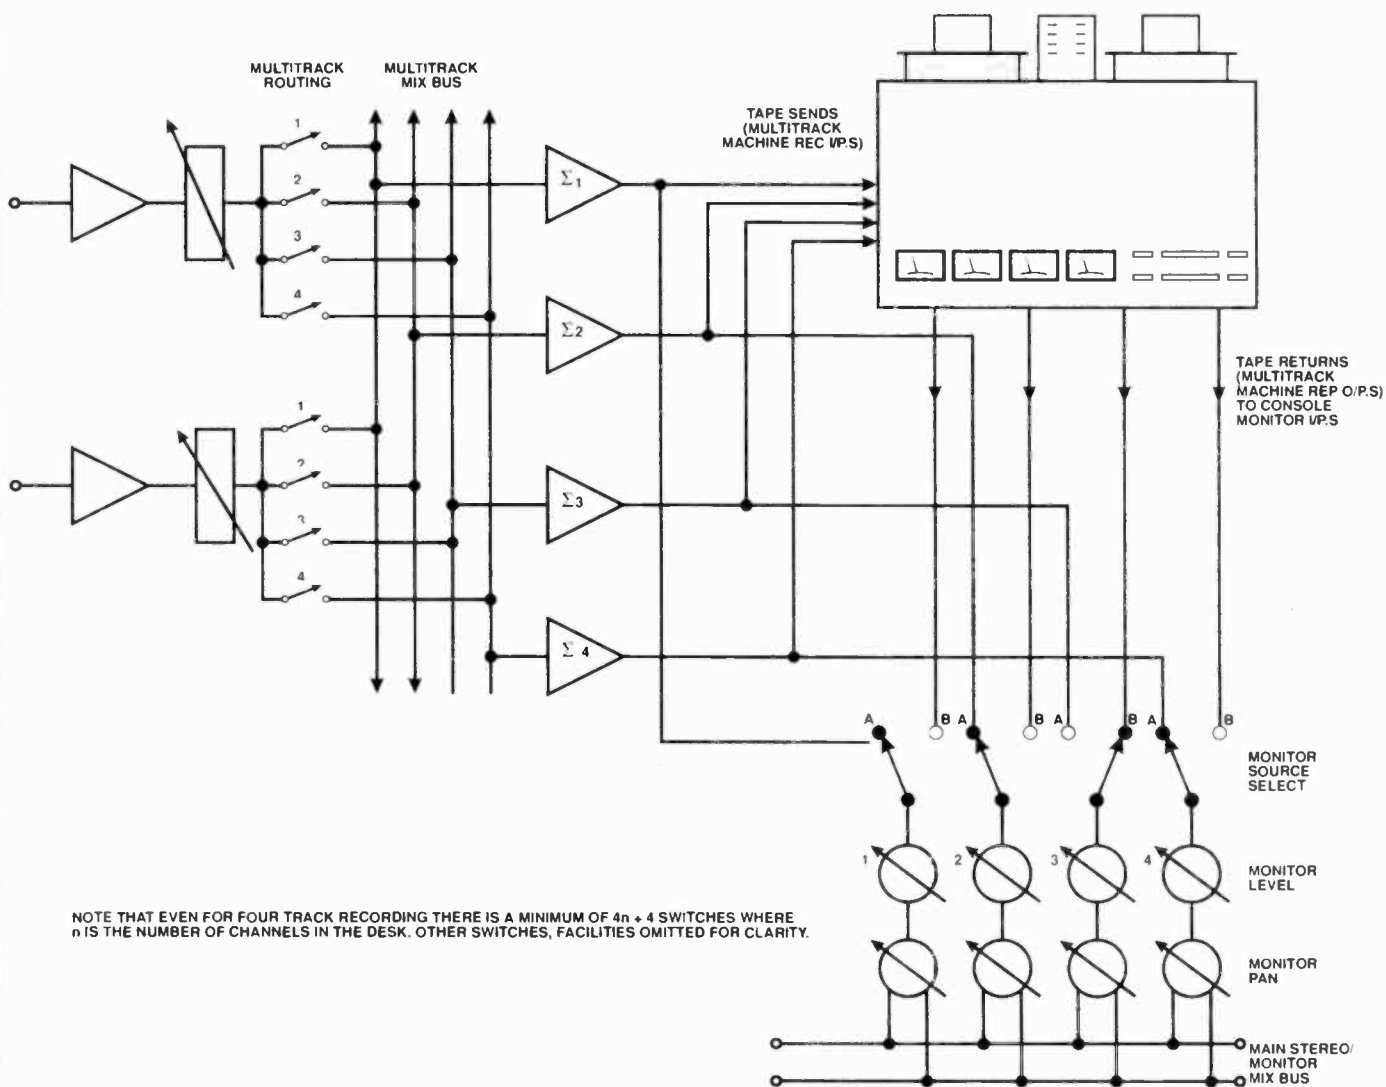 MULTITRACK
ROUTING
MULTITRACK
MIX BUS
TAPE SENDS
(MULTITRACK
MACHINE REC I/P.S)
1
2
3
4
Σ1
Σ2
TAPE RETURNS
(MULTITRACK
MACHINE REP O/P.S)
TO CONSOLE
MONITOR I/P.S
1
2
3
4
Σ3
Σ4
A
B
A
B
A
B
A
B
MONITOR
SOURCE
SELECT
1
2
3
4
MONITOR
LEVEL
NOTE THAT EVEN FOR FOUR TRACK RECORDING THERE IS A MINIMUM OF 4n + 4 SWITCHES WHERE
n IS THE NUMBER OF CHANNELS IN THE DESK. OTHER SWITCHES, FACILITIES OMITTED FOR CLARITY.
MONITOR
PAN
MAIN STEREO/
MONITOR
MIX BUS